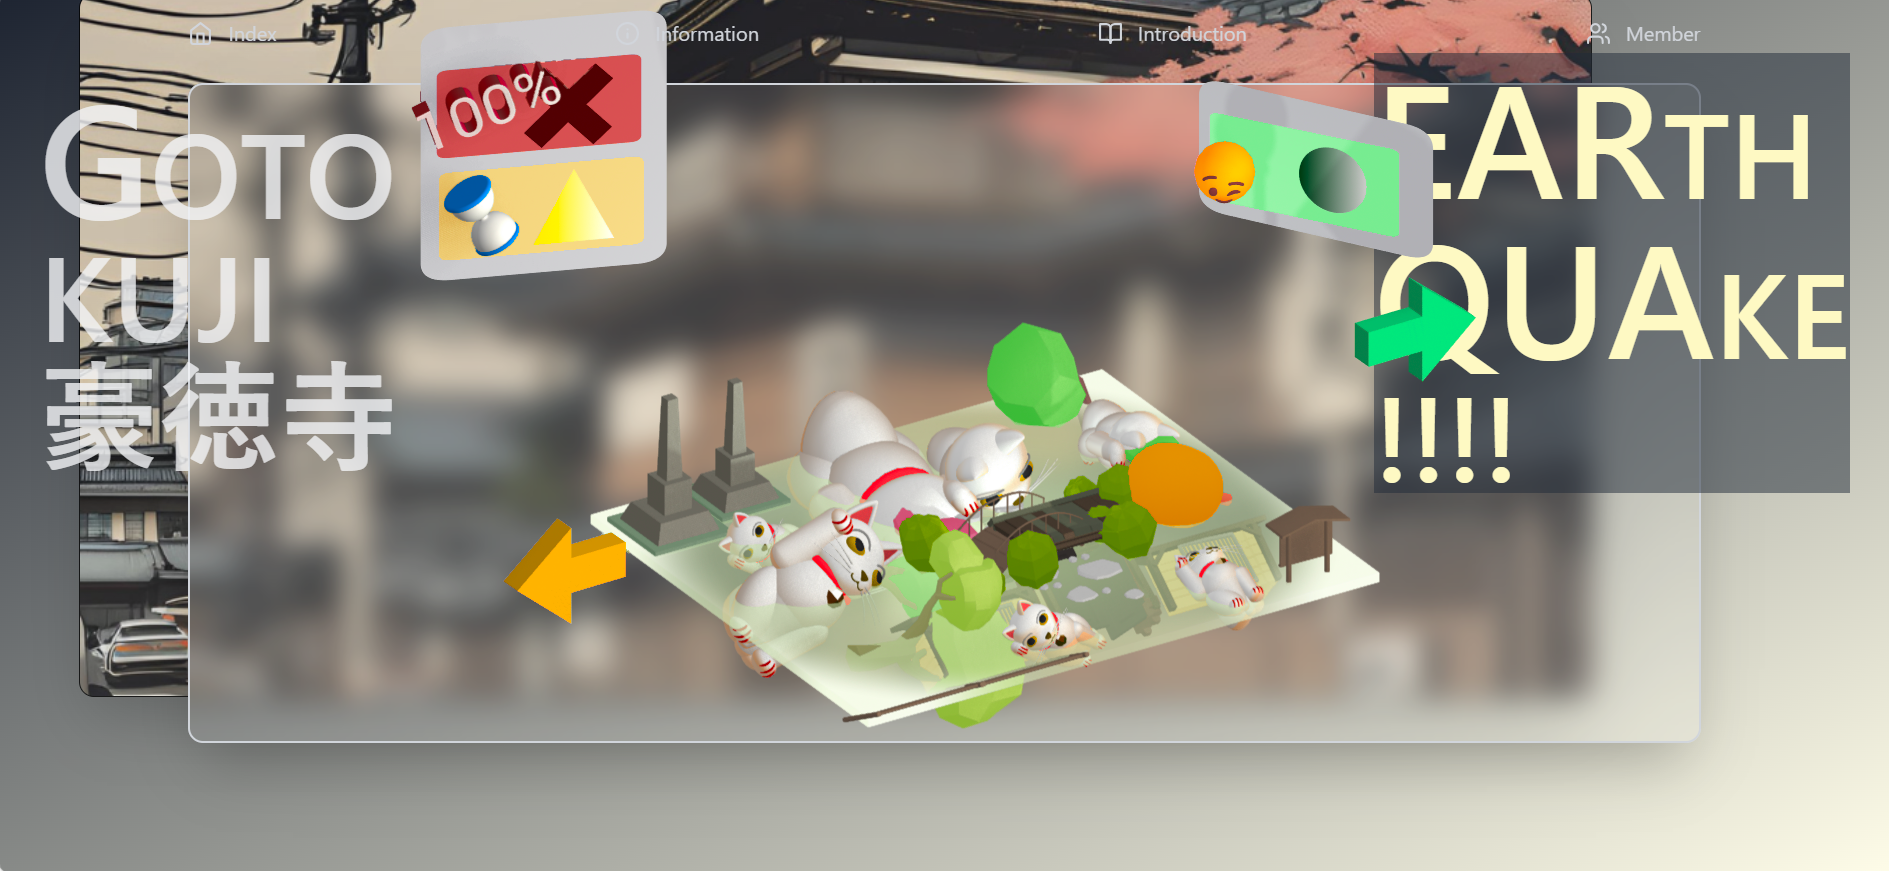 Index
Information
Introduction
Member
100%
GOTO
KUJI
豪徳寺
EARTH
QUAKE
!!!!